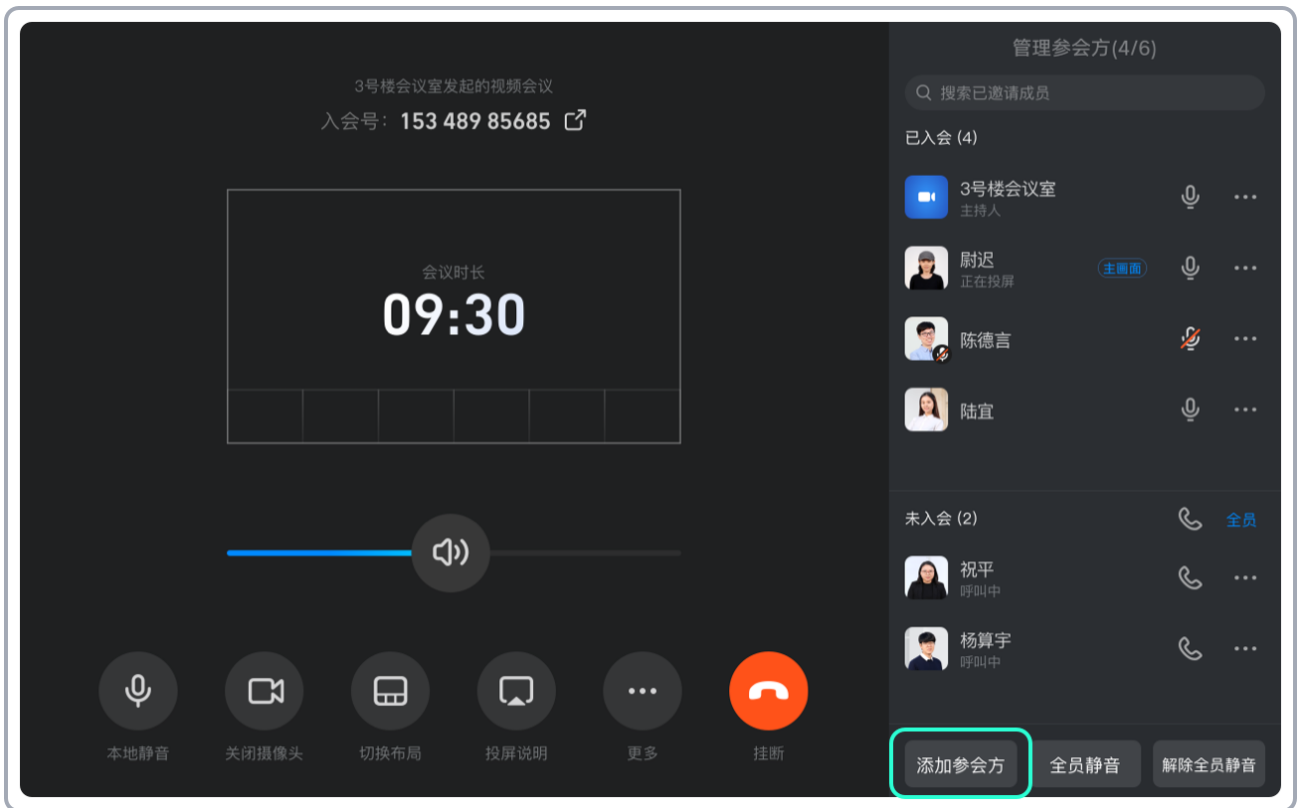 3号楼会议室发起的视频会议
入会号：153 489 85685
会议时长
09:30
本地静音
关闭摄像头
切换布局
投屏说明
更多
挂断
管理参会方(4/6)
搜索已邀请成员
已入会 (4)
3号楼会议室
主持人
尉迟
主画面
正在投屏
陈德言
陆宜
未入会 (2)
全员
祝平
呼叫中
杨算宇
呼叫中
添加参会方
全员静音
解除全员静音